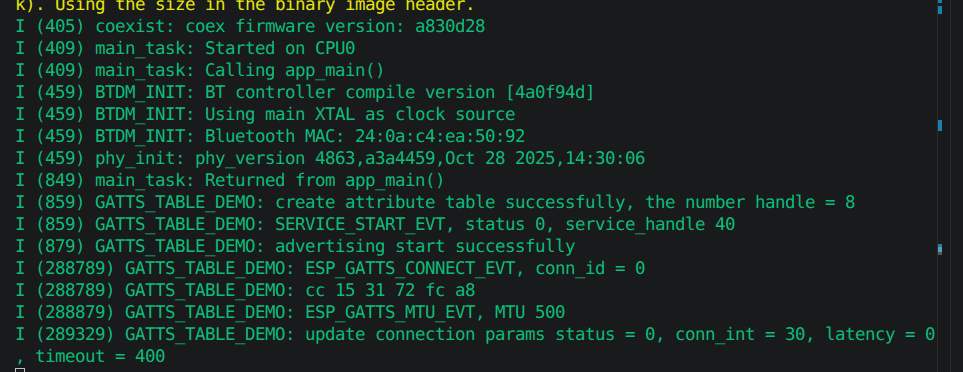 k). Using the size in the binary image header.
I (405) coexist: coex firmware version: a830d28
I (409) main_task: Started on CPU0
I (409) main_task: Calling app_main()
I (459) BTDM_INIT: BT controller compile version [4a0f94d]
I (459) BTDM_INIT: Using main XTAL as clock source
I (459) BTDM_INIT: Bluetooth MAC: 24:0a:c4:ea:50:92
I (459) phy_init: phy_version 4863,a3a4459,Oct 28 2025,14:30:06
I (849) main_task: Returned from app_main()
I (859) GATTS_TABLE_DEMO: create attribute table successfully, the number handle = 8
I (859) GATTS_TABLE_DEMO: SERVICE_START_EVT, status 0, service_handle 40
I (879) GATTS_TABLE_DEMO: advertising start successfully
I (288789) GATTS_TABLE_DEMO: ESP_GATTS_CONNECT_EVT, conn_id = 0
I (288789) GATTS_TABLE_DEMO: cc 15 31 72 fc a8
I (288879) GATTS_TABLE_DEMO: ESP_GATTS_MTU_EVT, MTU 500
I (289329) GATTS_TABLE_DEMO: update connection params status = 0, conn_int = 30, latency = 0
, timeout = 400